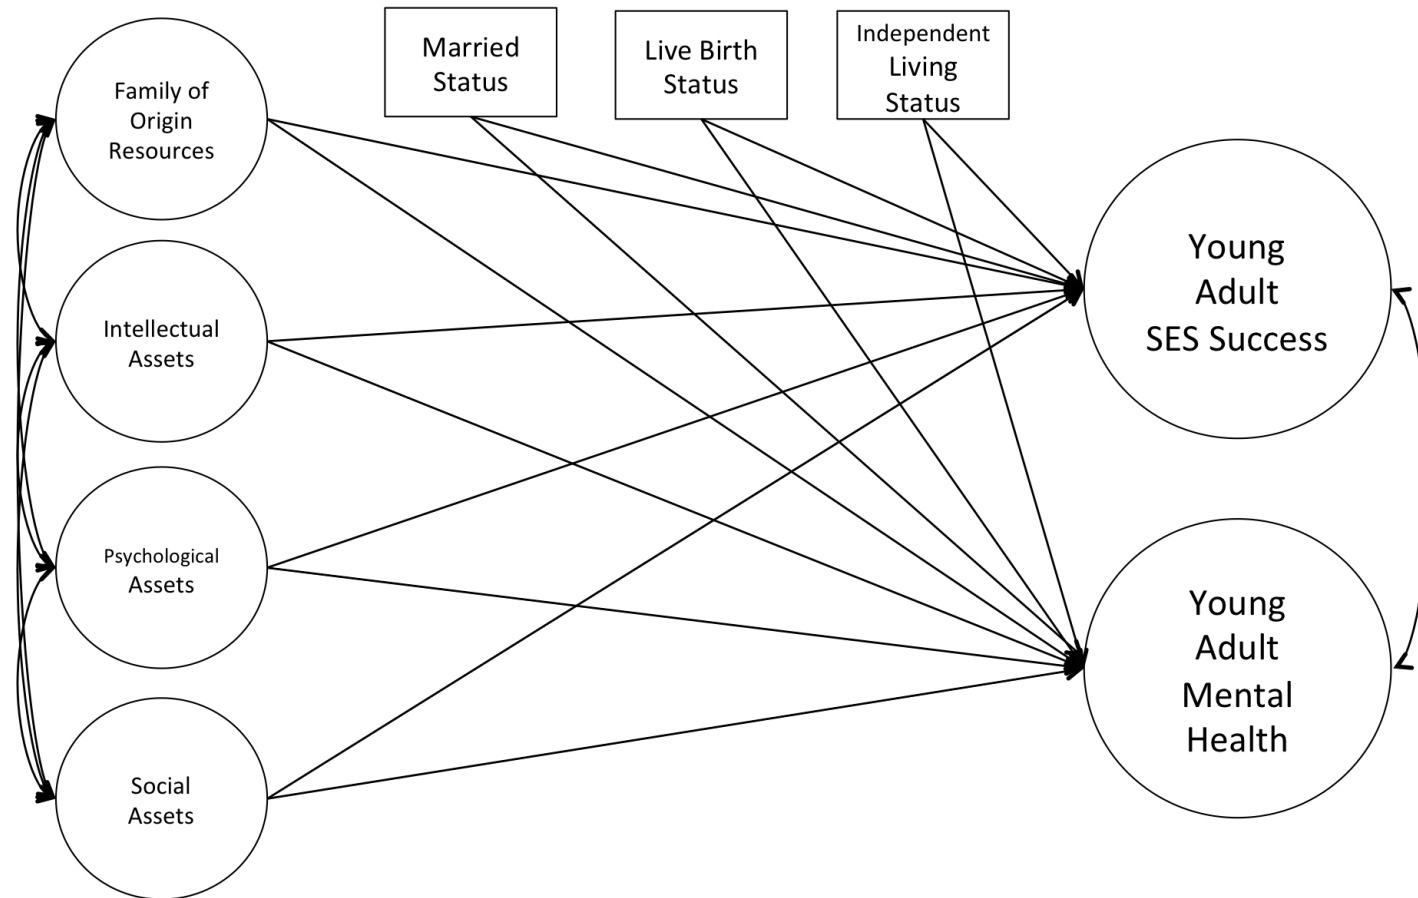 Family of
Origin
Resources
Married
Status
Live Birth
Status
Independent
Living
Status
Intellectual
Assets
Psychological
Assets
Social
Assets
Young
Adult
SES Success
Young
Adult
Mental
Health